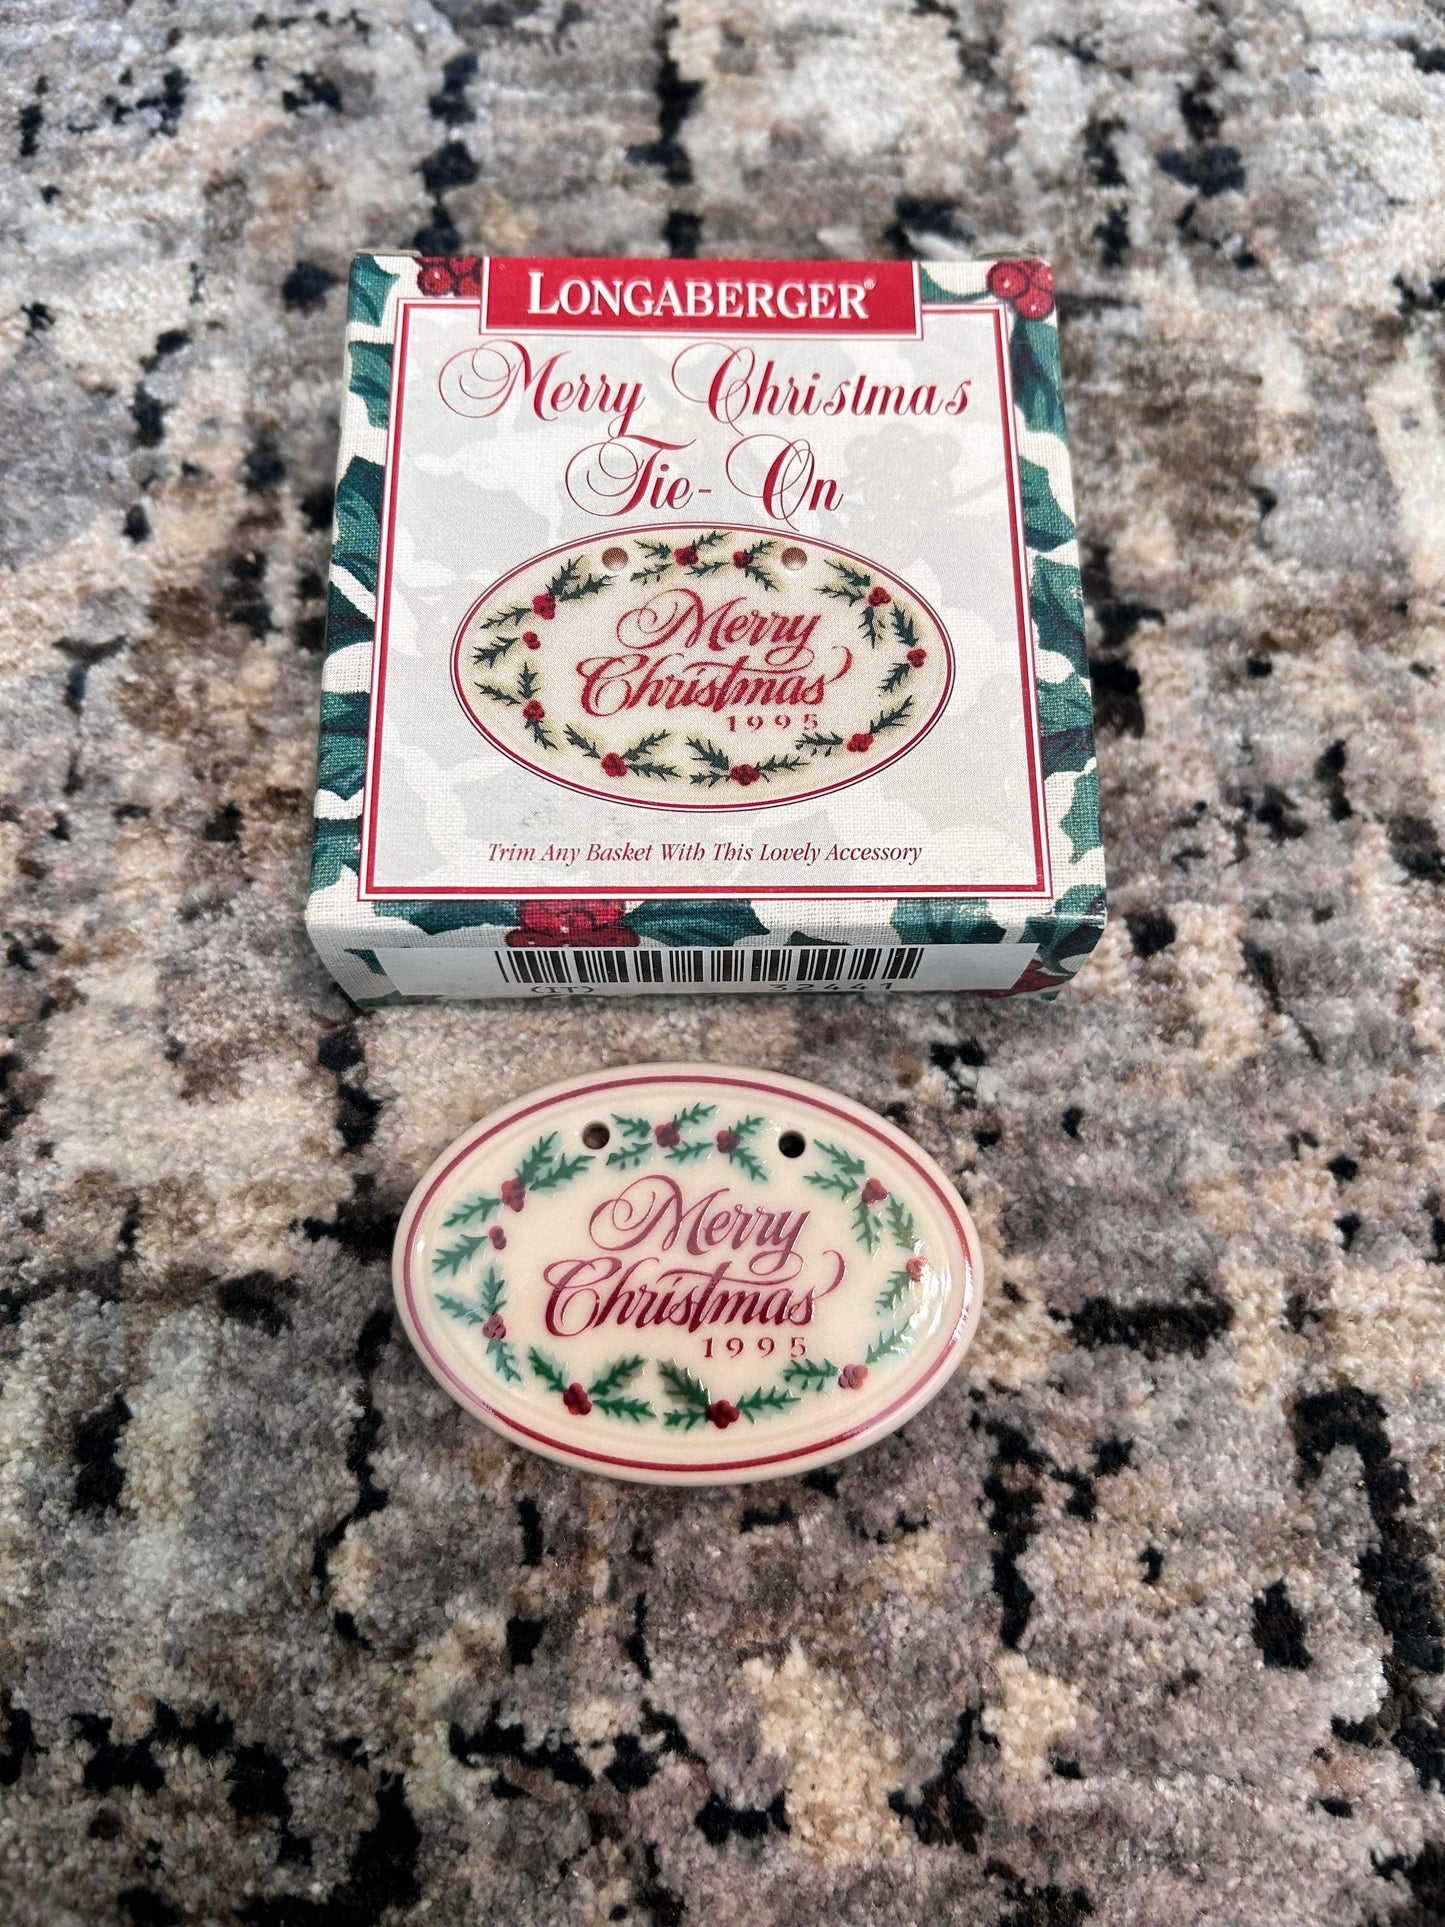 LONGABERGER®
Merry Christmas
Tie-On
Merry
Christmas
1995
Trim Any Basket With This Lovely Accessory
(IT) 32441
Merry
Christmas
1995